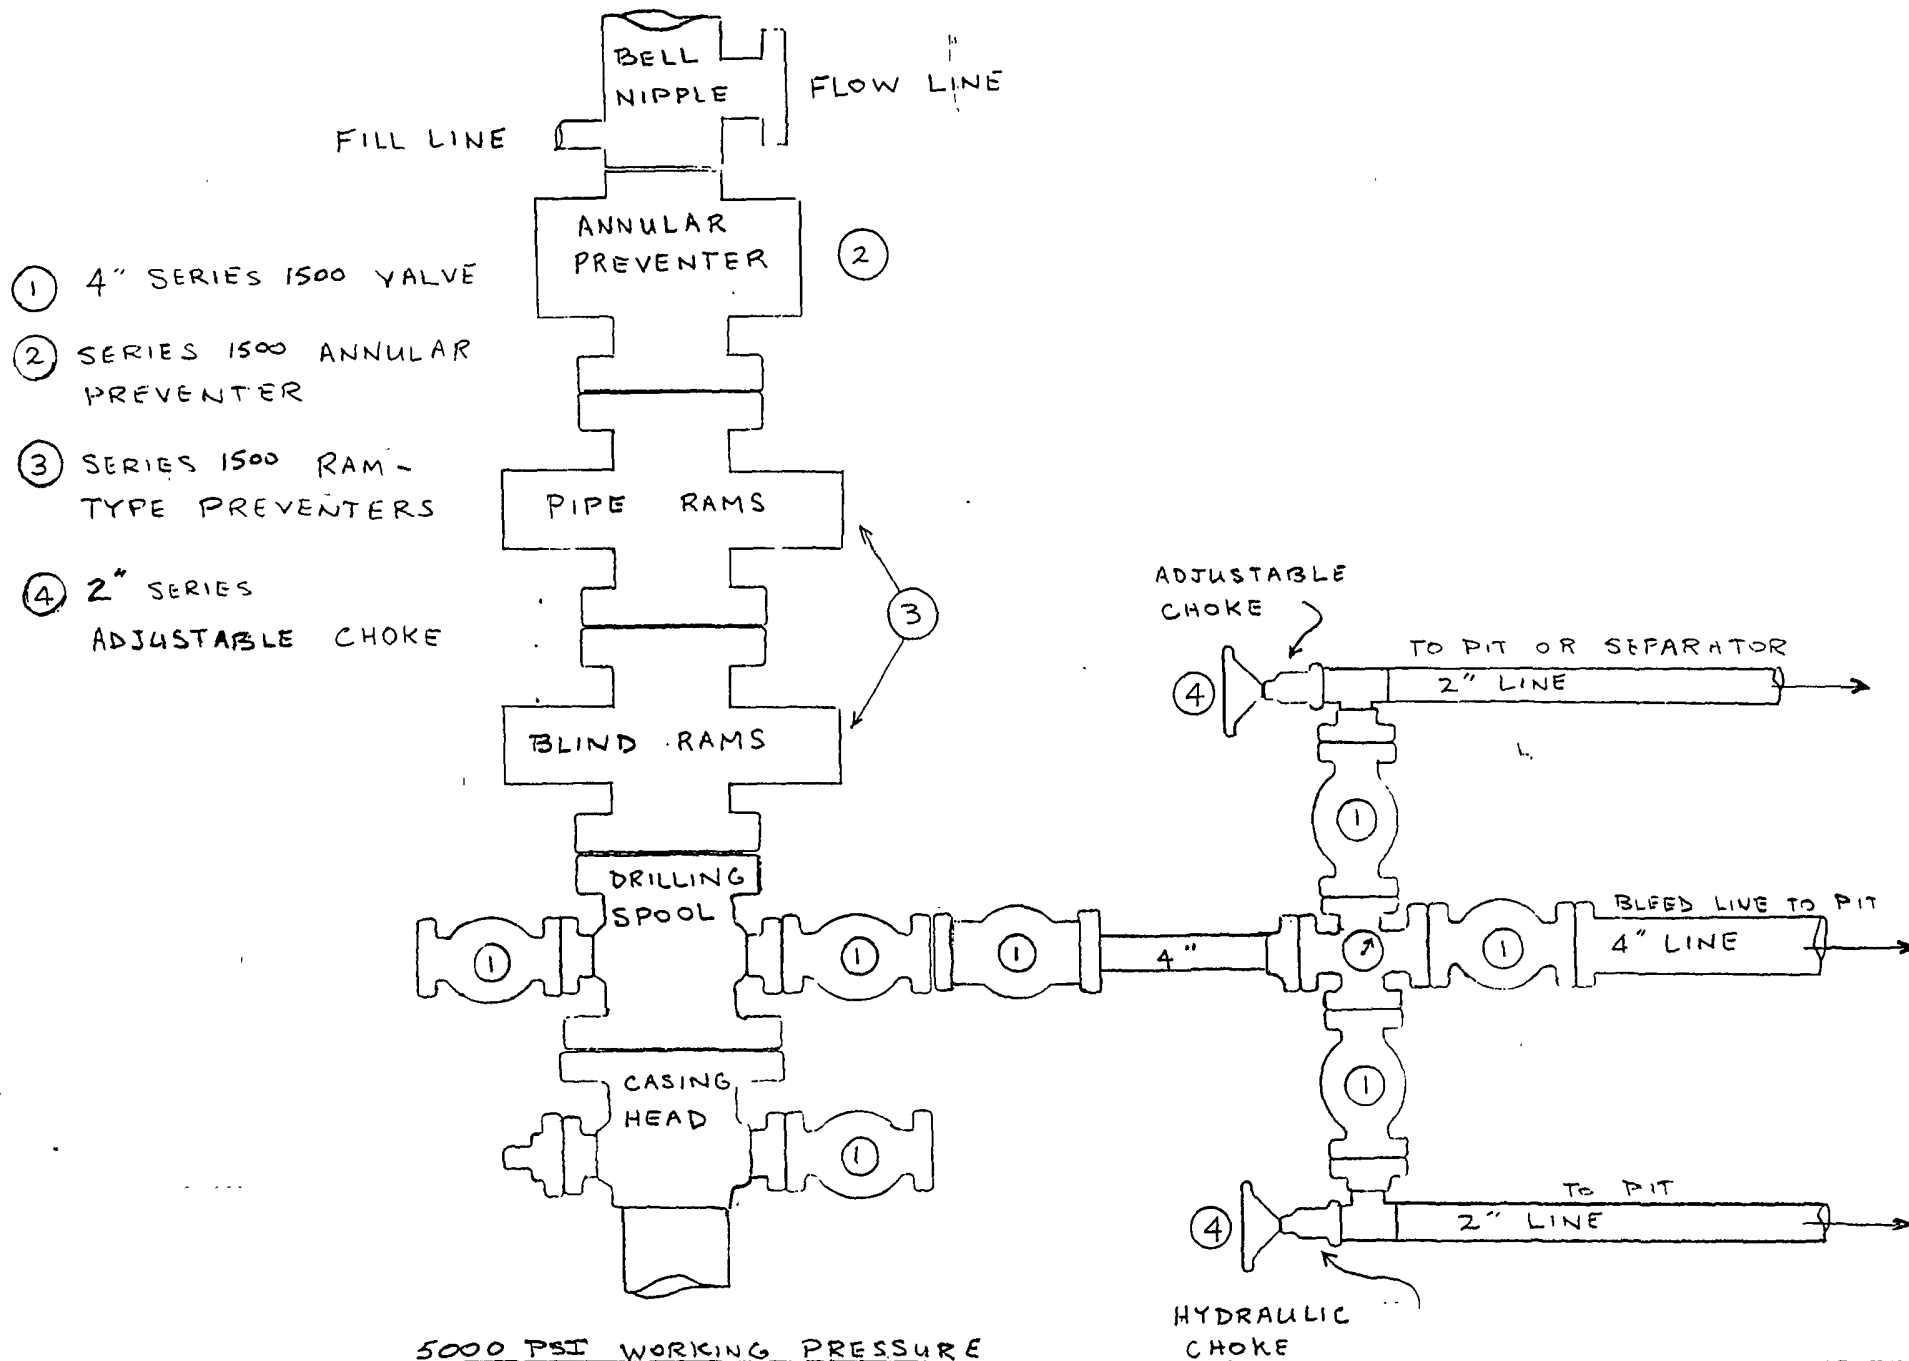 BELL
NIPPLE
FLOW LINE
FILL LINE
ANNULAR
PREVENTER
2
1 4" SERIES 1500 VALVE
2 SERIES 1500 ANNULAR
PREVENTER
3 SERIES 1500 RAM-
TYPE PREVENTERS
4 2" SERIES
ADJUSTABLE CHOKE
PIPE RAMS
3
BLIND RAMS
ADJUSTABLE
CHOKE
TO PIT OR SEPARATOR
4
2" LINE
1
DRILLING
SPOOL
1
1
1
4"
1
BLEED LINE TO PIT
4" LINE
CASING
HEAD
1
1
TO PIT
4
2" LINE
HYDRAULIC
CHOKE
5000 PSI WORKING PRESSURE